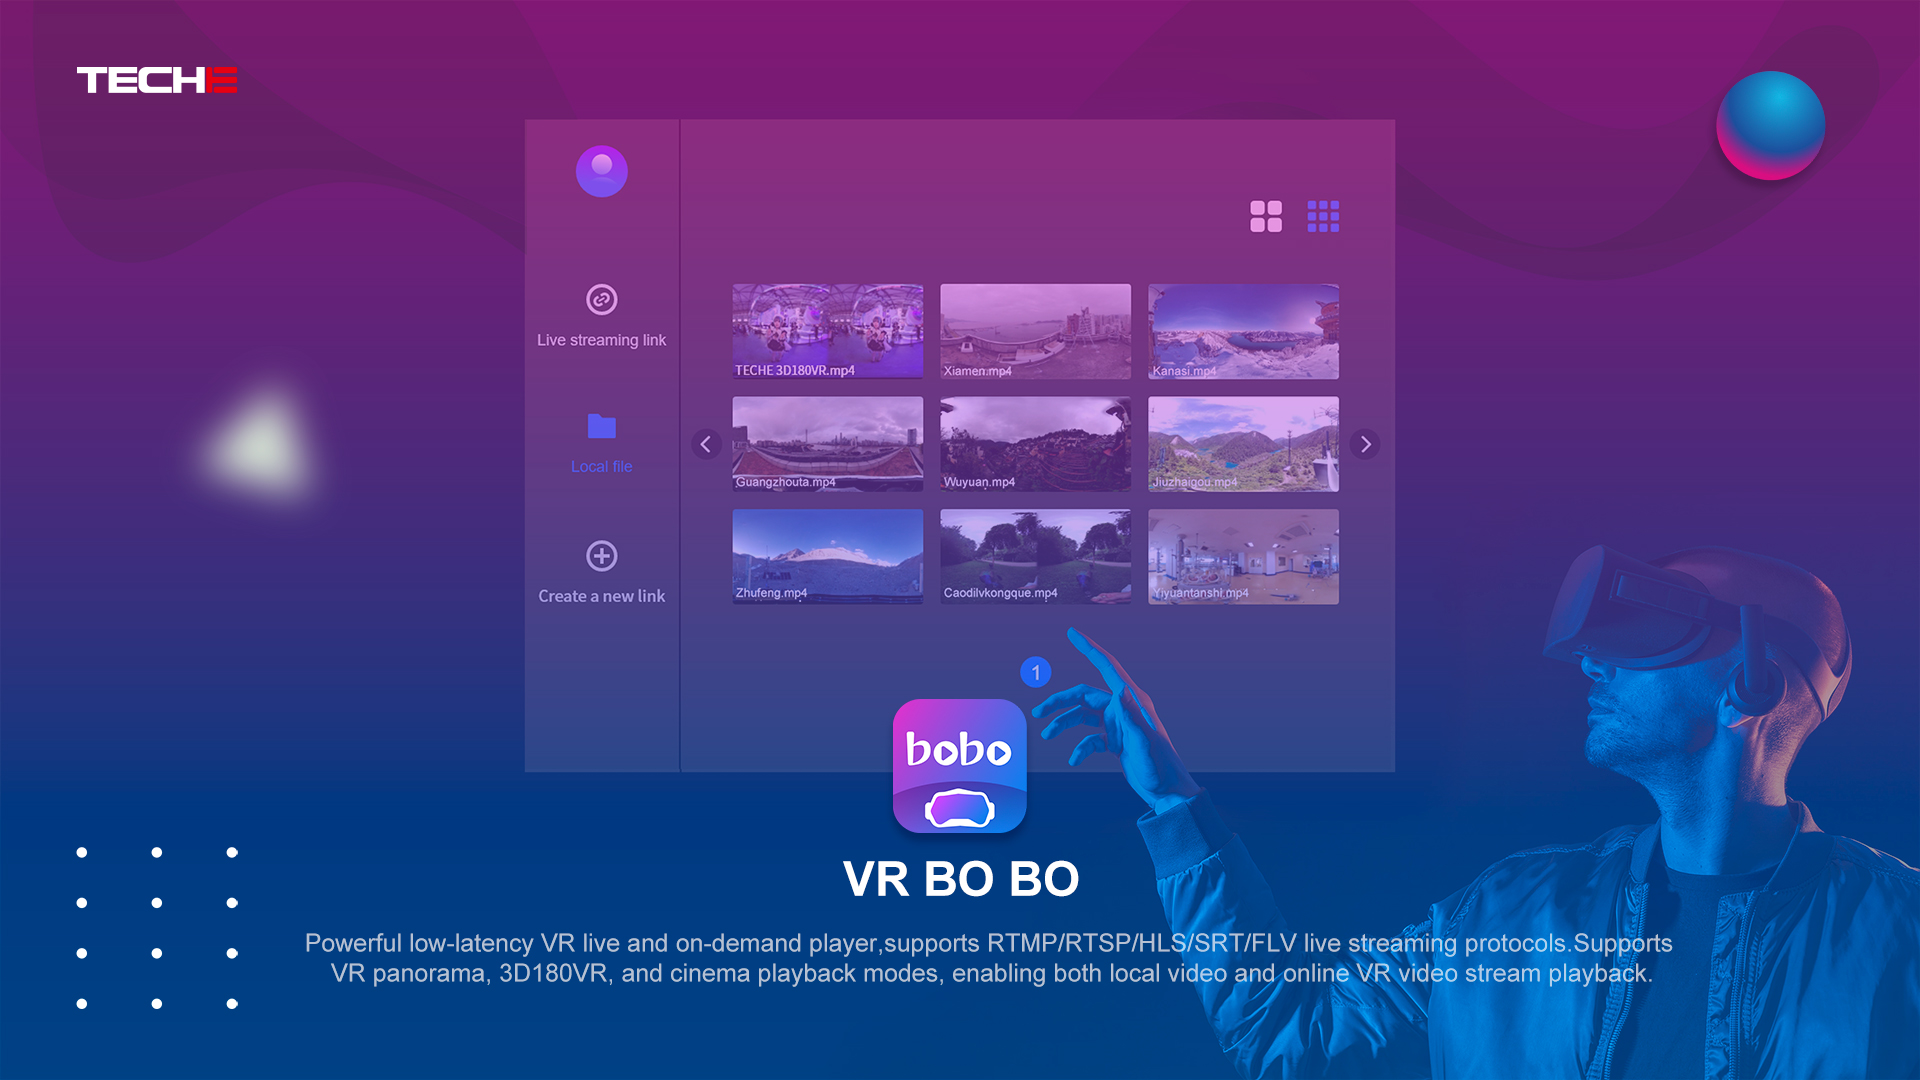 TECHE
Live streaming link
Local file
Create a new link
TECHE 3D180VR.mp4
Xiamen.mp4
Kanasi.mp4
Guangzhouta.mp4
Wuyuan.mp4
Jiuzhaigou.mp4
Zhufeng.mp4
Caodilvkongque.mp4
Yiyuantanshi.mp4
1
bobo
VR BO BO
Powerful low-latency VR live and on-demand player,supports RTMP/RTSP/HLS/SRT/FLV live streaming protocols.Supports
VR panorama, 3D180VR, and cinema playback modes, enabling both local video and online VR video stream playback.